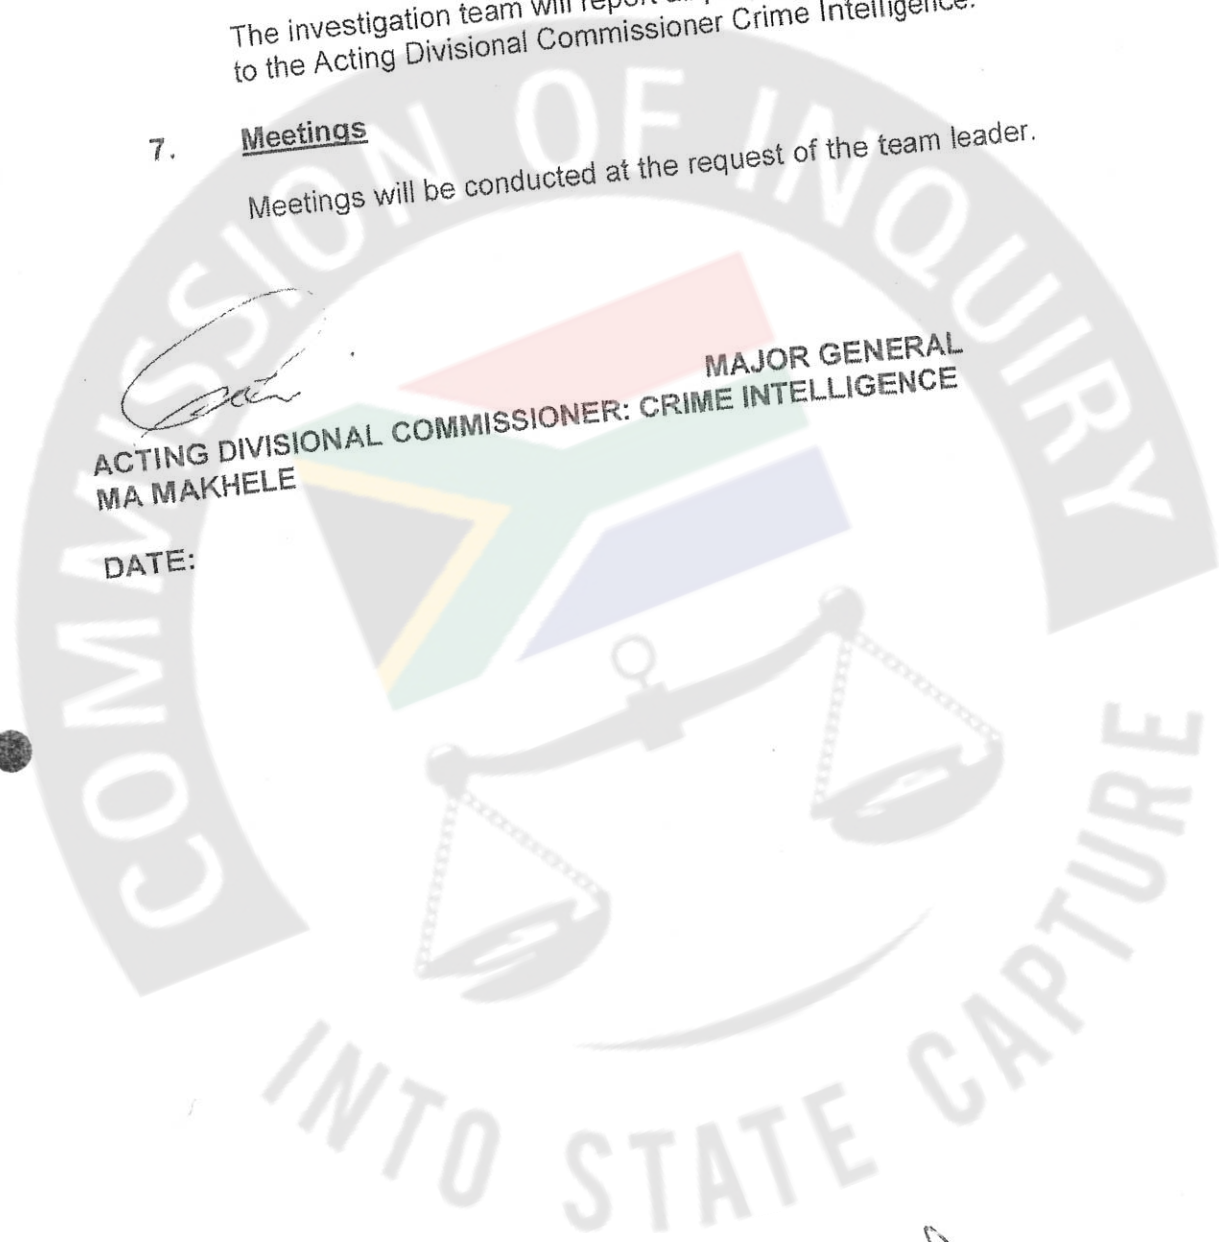 The investigation team will report
to the Acting Divisional Commissioner Crime Intelligence.
7. Meetings
Meetings will be conducted at the request of the team leader.
MAJOR GENERAL
ACTING DIVISIONAL COMMISSIONER: CRIME INTELLIGENCE
MA MAKHELE
DATE:
COMMISSION OF INQUIRY
INTO STATE CAPTURE